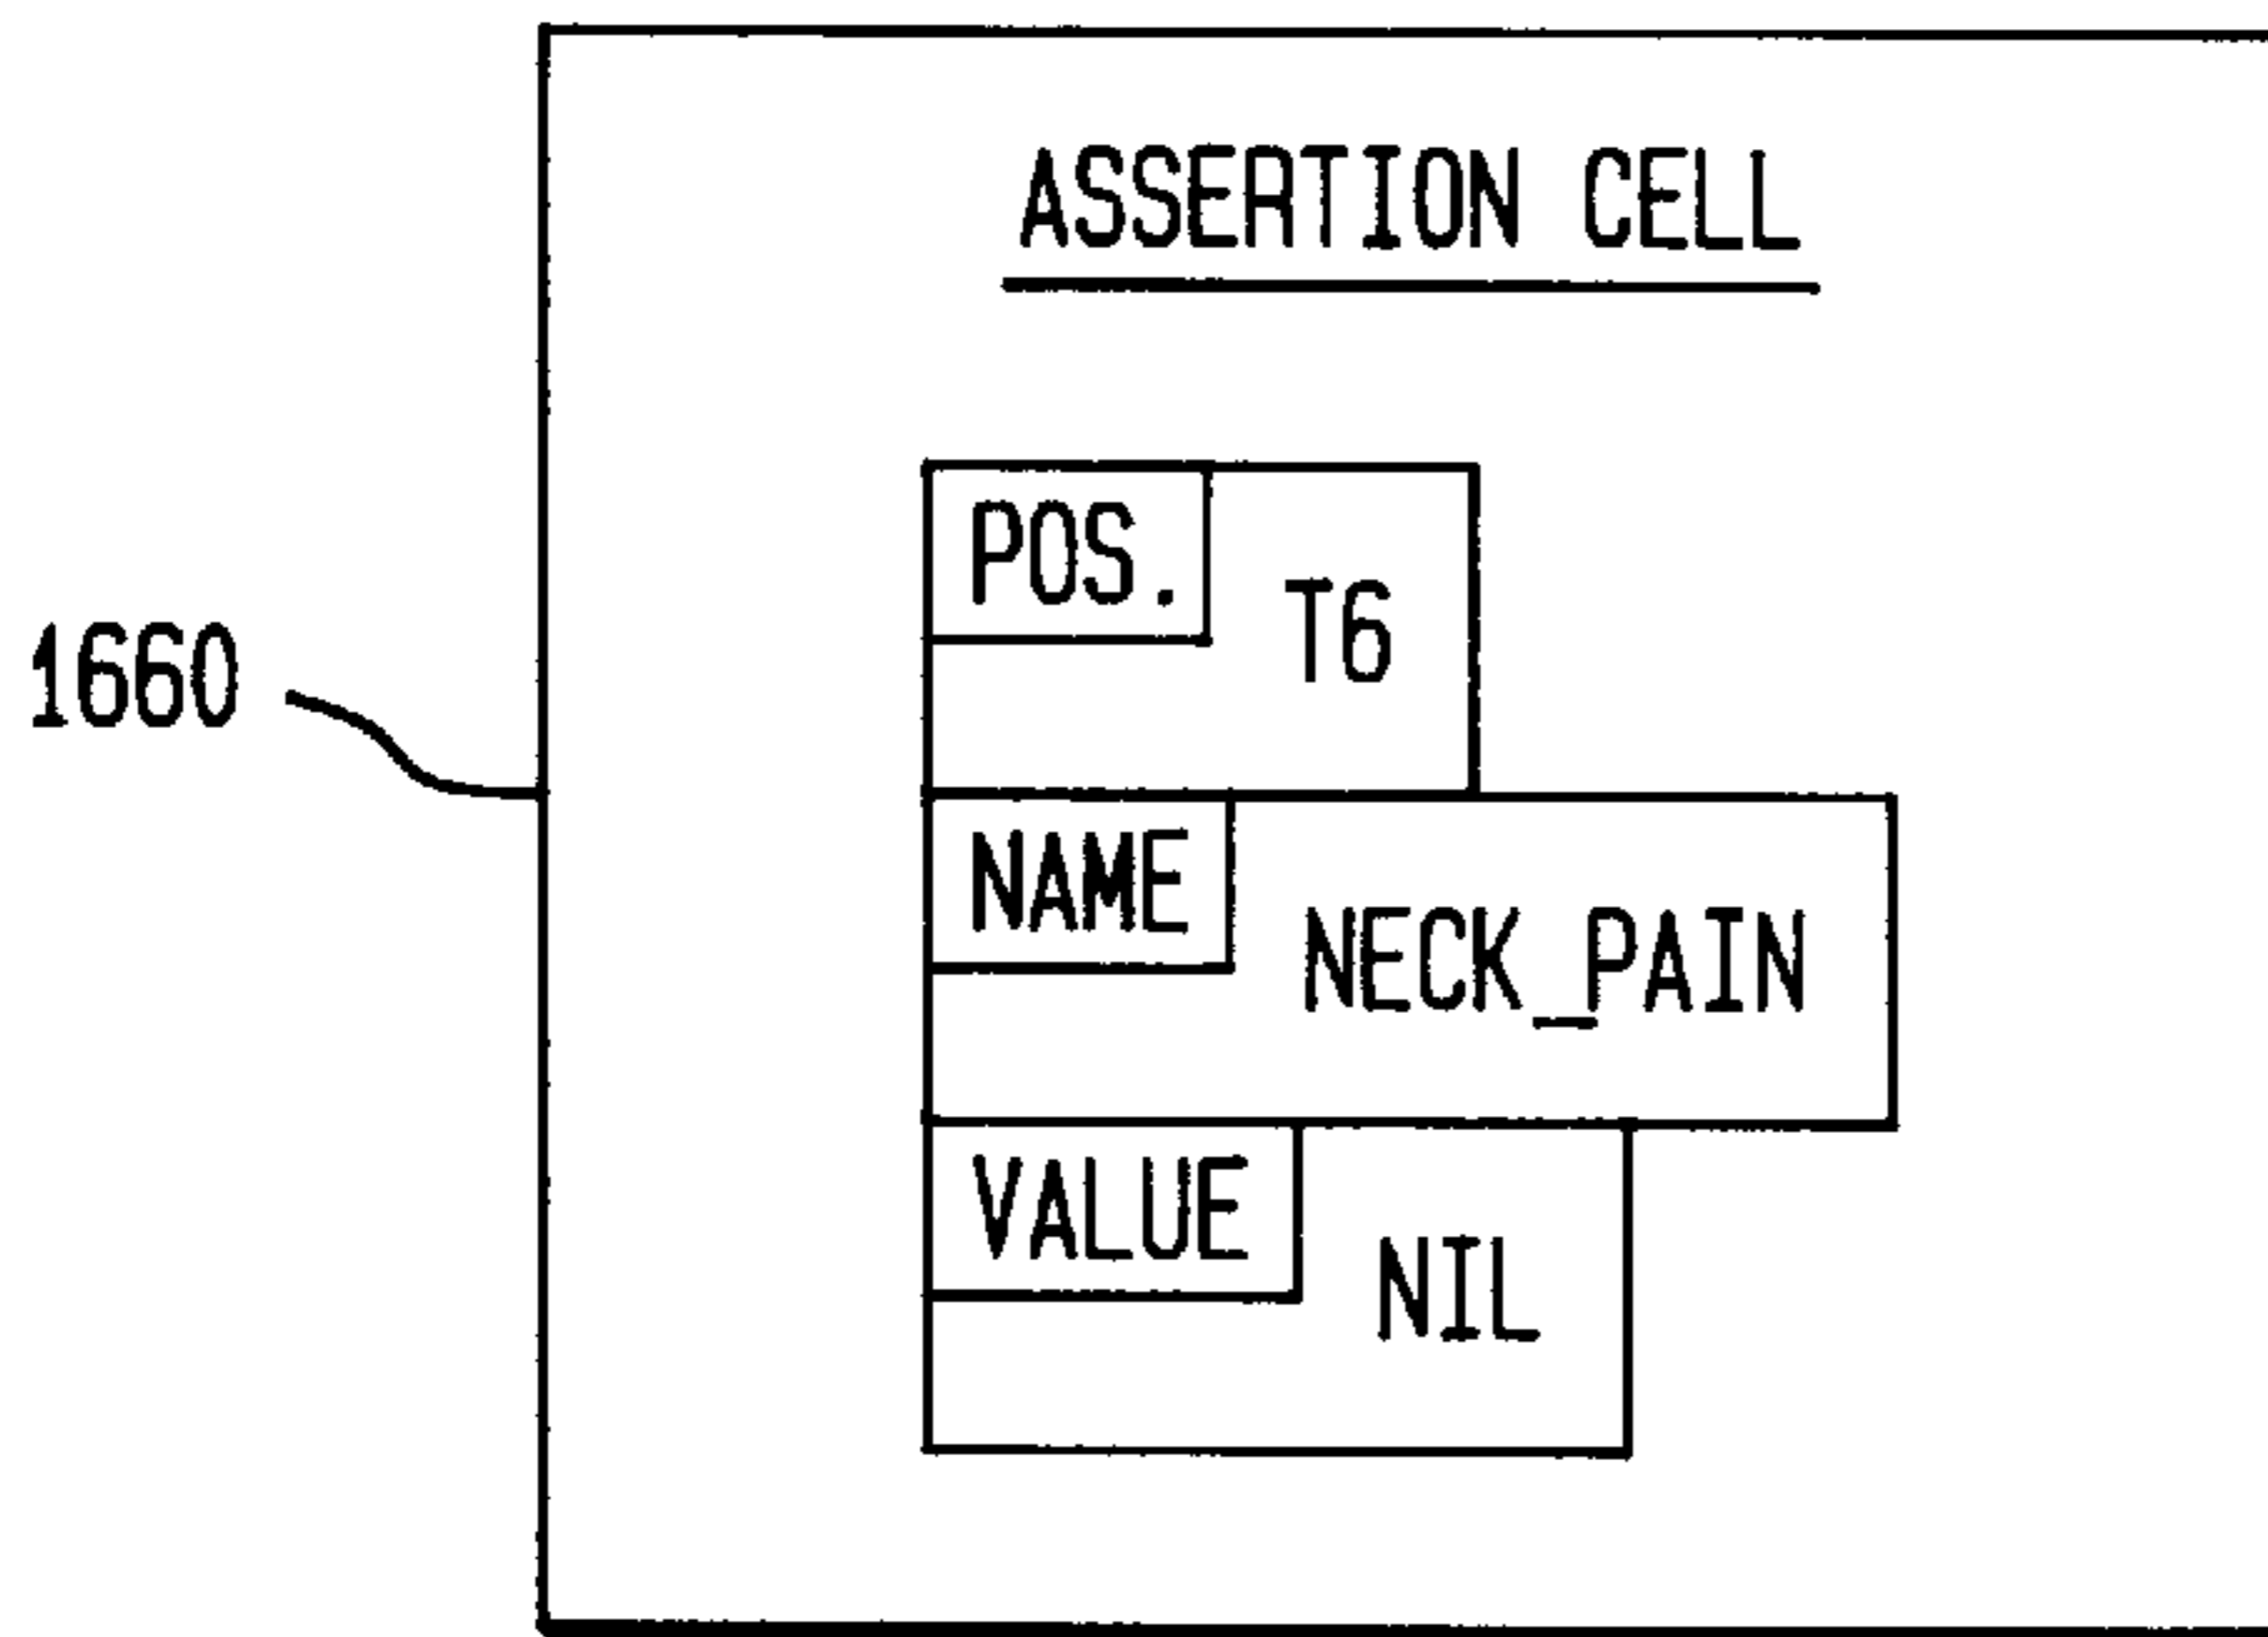 ASSERTION CELL
POS.
T6
1660
NAME
NECK_PAIN
VALUE
NIL